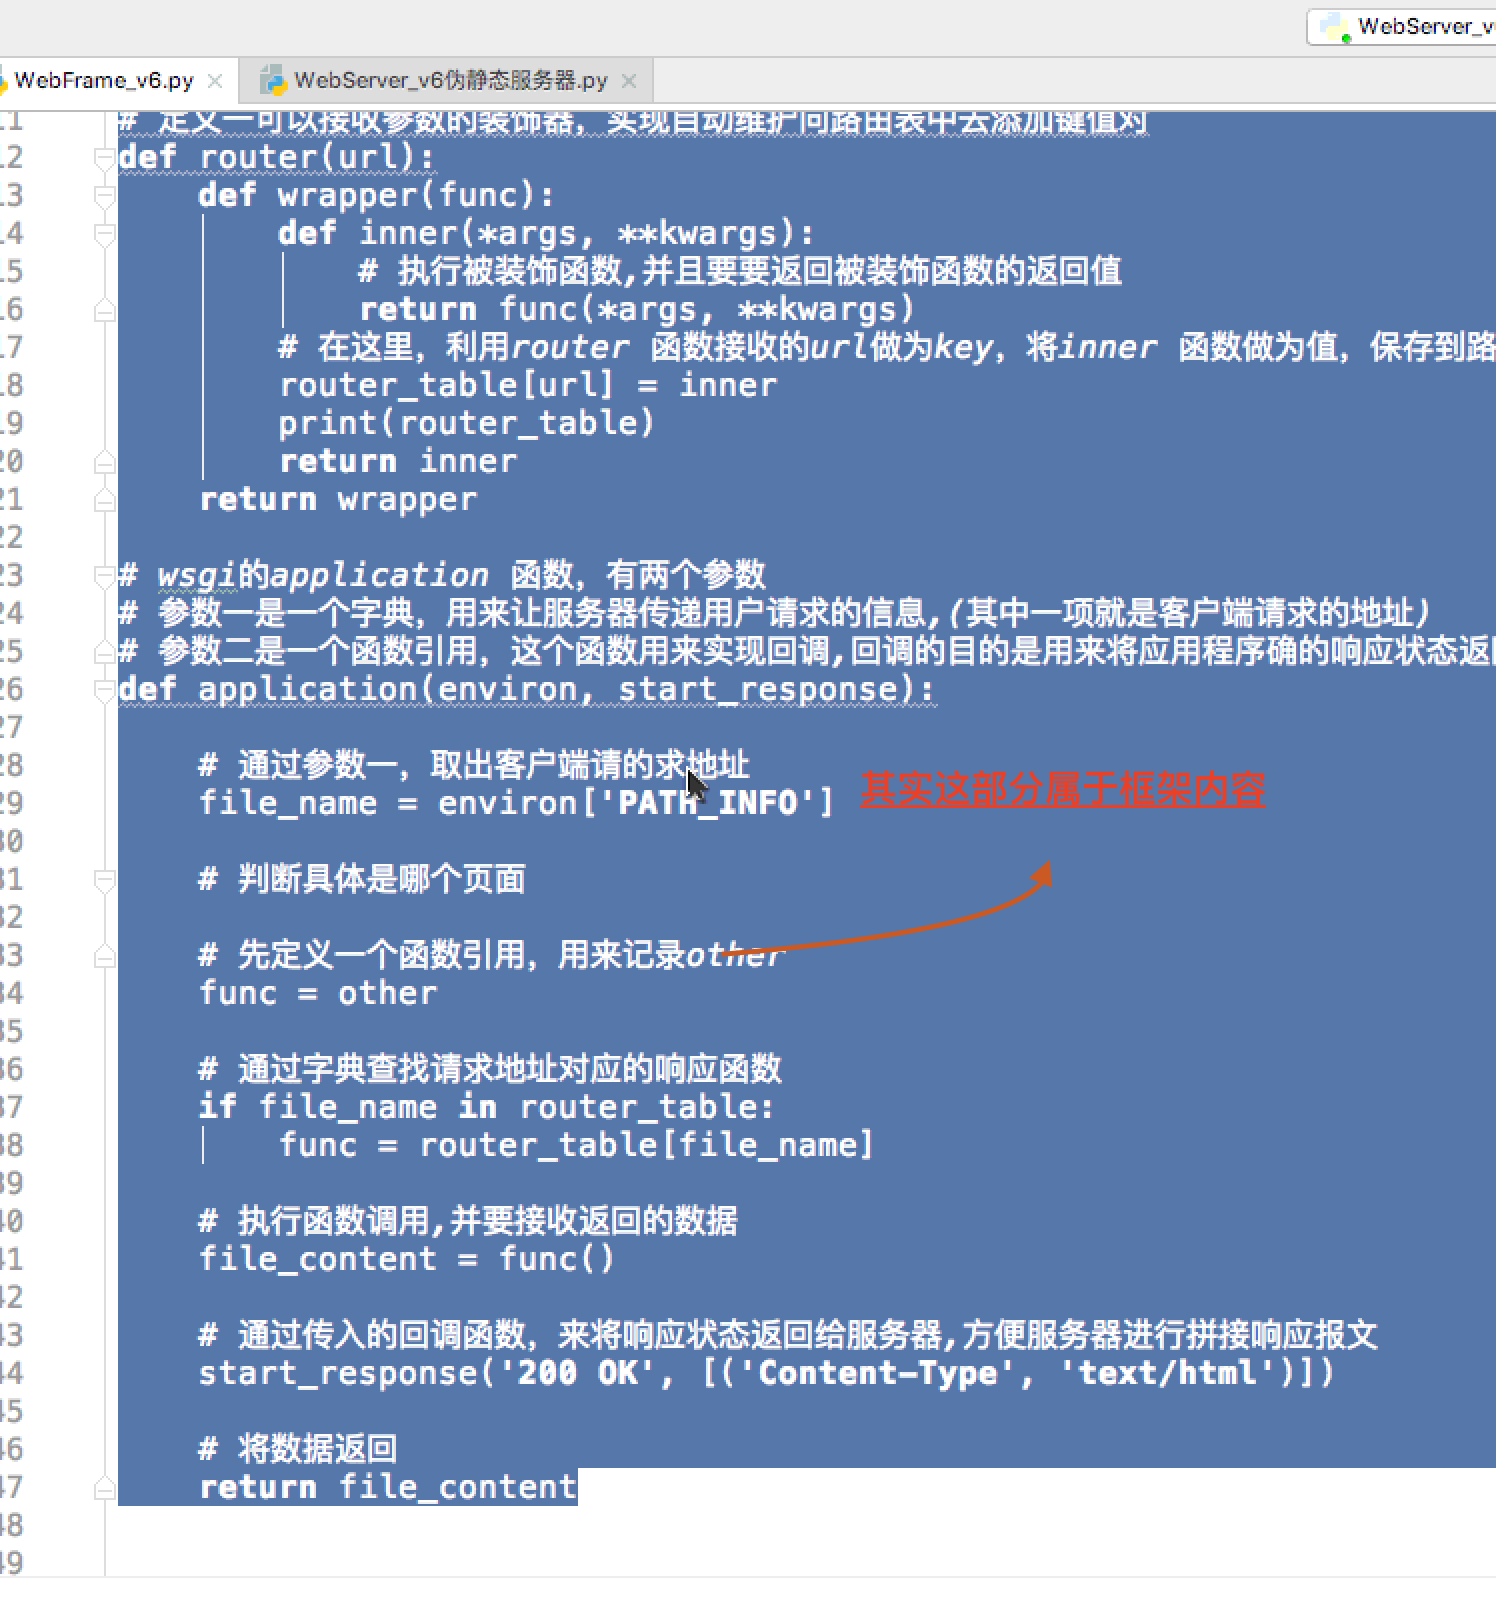 WebServer_v
WebFrame_v6.py
WebServer_v6伪静态服务器.py
11 # 定义一可以接收参数的装饰器，实现自动维护向路由表中去添加键值对
12 def router(url):
13 def wrapper(func):
14 def inner(*args, **kwargs):
15 # 执行被装饰函数,并且要要返回被装饰函数的返回值
16 return func(*args, **kwargs)
17 # 在这里，利用router 函数接收的url做为key，将inner 函数做为值，保存到路
18 router_table[url] = inner
19 print(router_table)
20 return inner
21 return wrapper
22
23 # wsgi的application 函数，有两个参数
24 # 参数一是一个字典，用来让服务器传递用户请求的信息,(其中一项就是客户端请求的地址)
25 # 参数二是一个函数引用，这个函数用来实现回调,回调的目的是用来将应用程序确的响应状态返
26 def application(environ, start_response):
27
28 # 通过参数一，取出客户端请的求地址
29 file_name = environ['PATH_INFO']
其实这部分属于框架内容
30
31 # 判断具体是哪个页面
32
33 # 先定义一个函数引用，用来记录other
34 func = other
35
36 # 通过字典查找请求地址对应的响应函数
37 if file_name in router_table:
38 func = router_table[file_name]
39
40 # 执行函数调用,并要接收返回的数据
41 file_content = func()
42
43 # 通过传入的回调函数，来将响应状态返回给服务器,方便服务器进行拼接响应报文
44 start_response('200 OK', [('Content-Type', 'text/html')])
45
46 # 将数据返回
47 return file_content
48
49